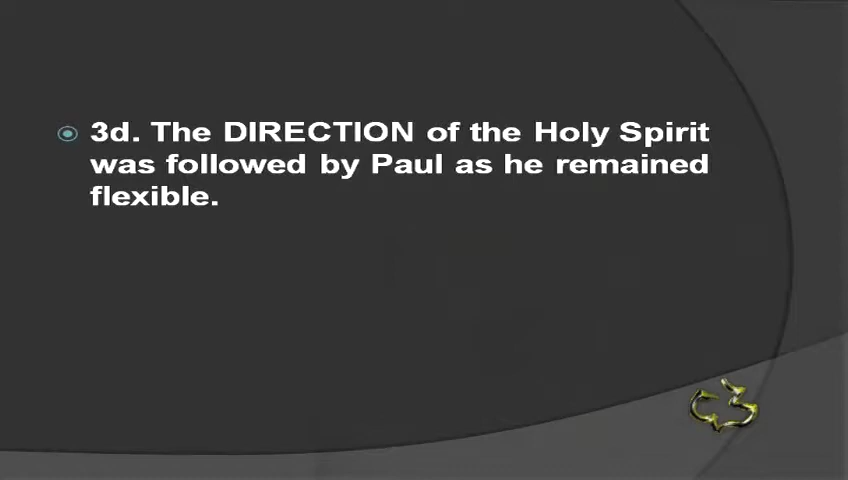 3d. The DIRECTION of the Holy Spirit
was followed by Paul as he remained
flexible.